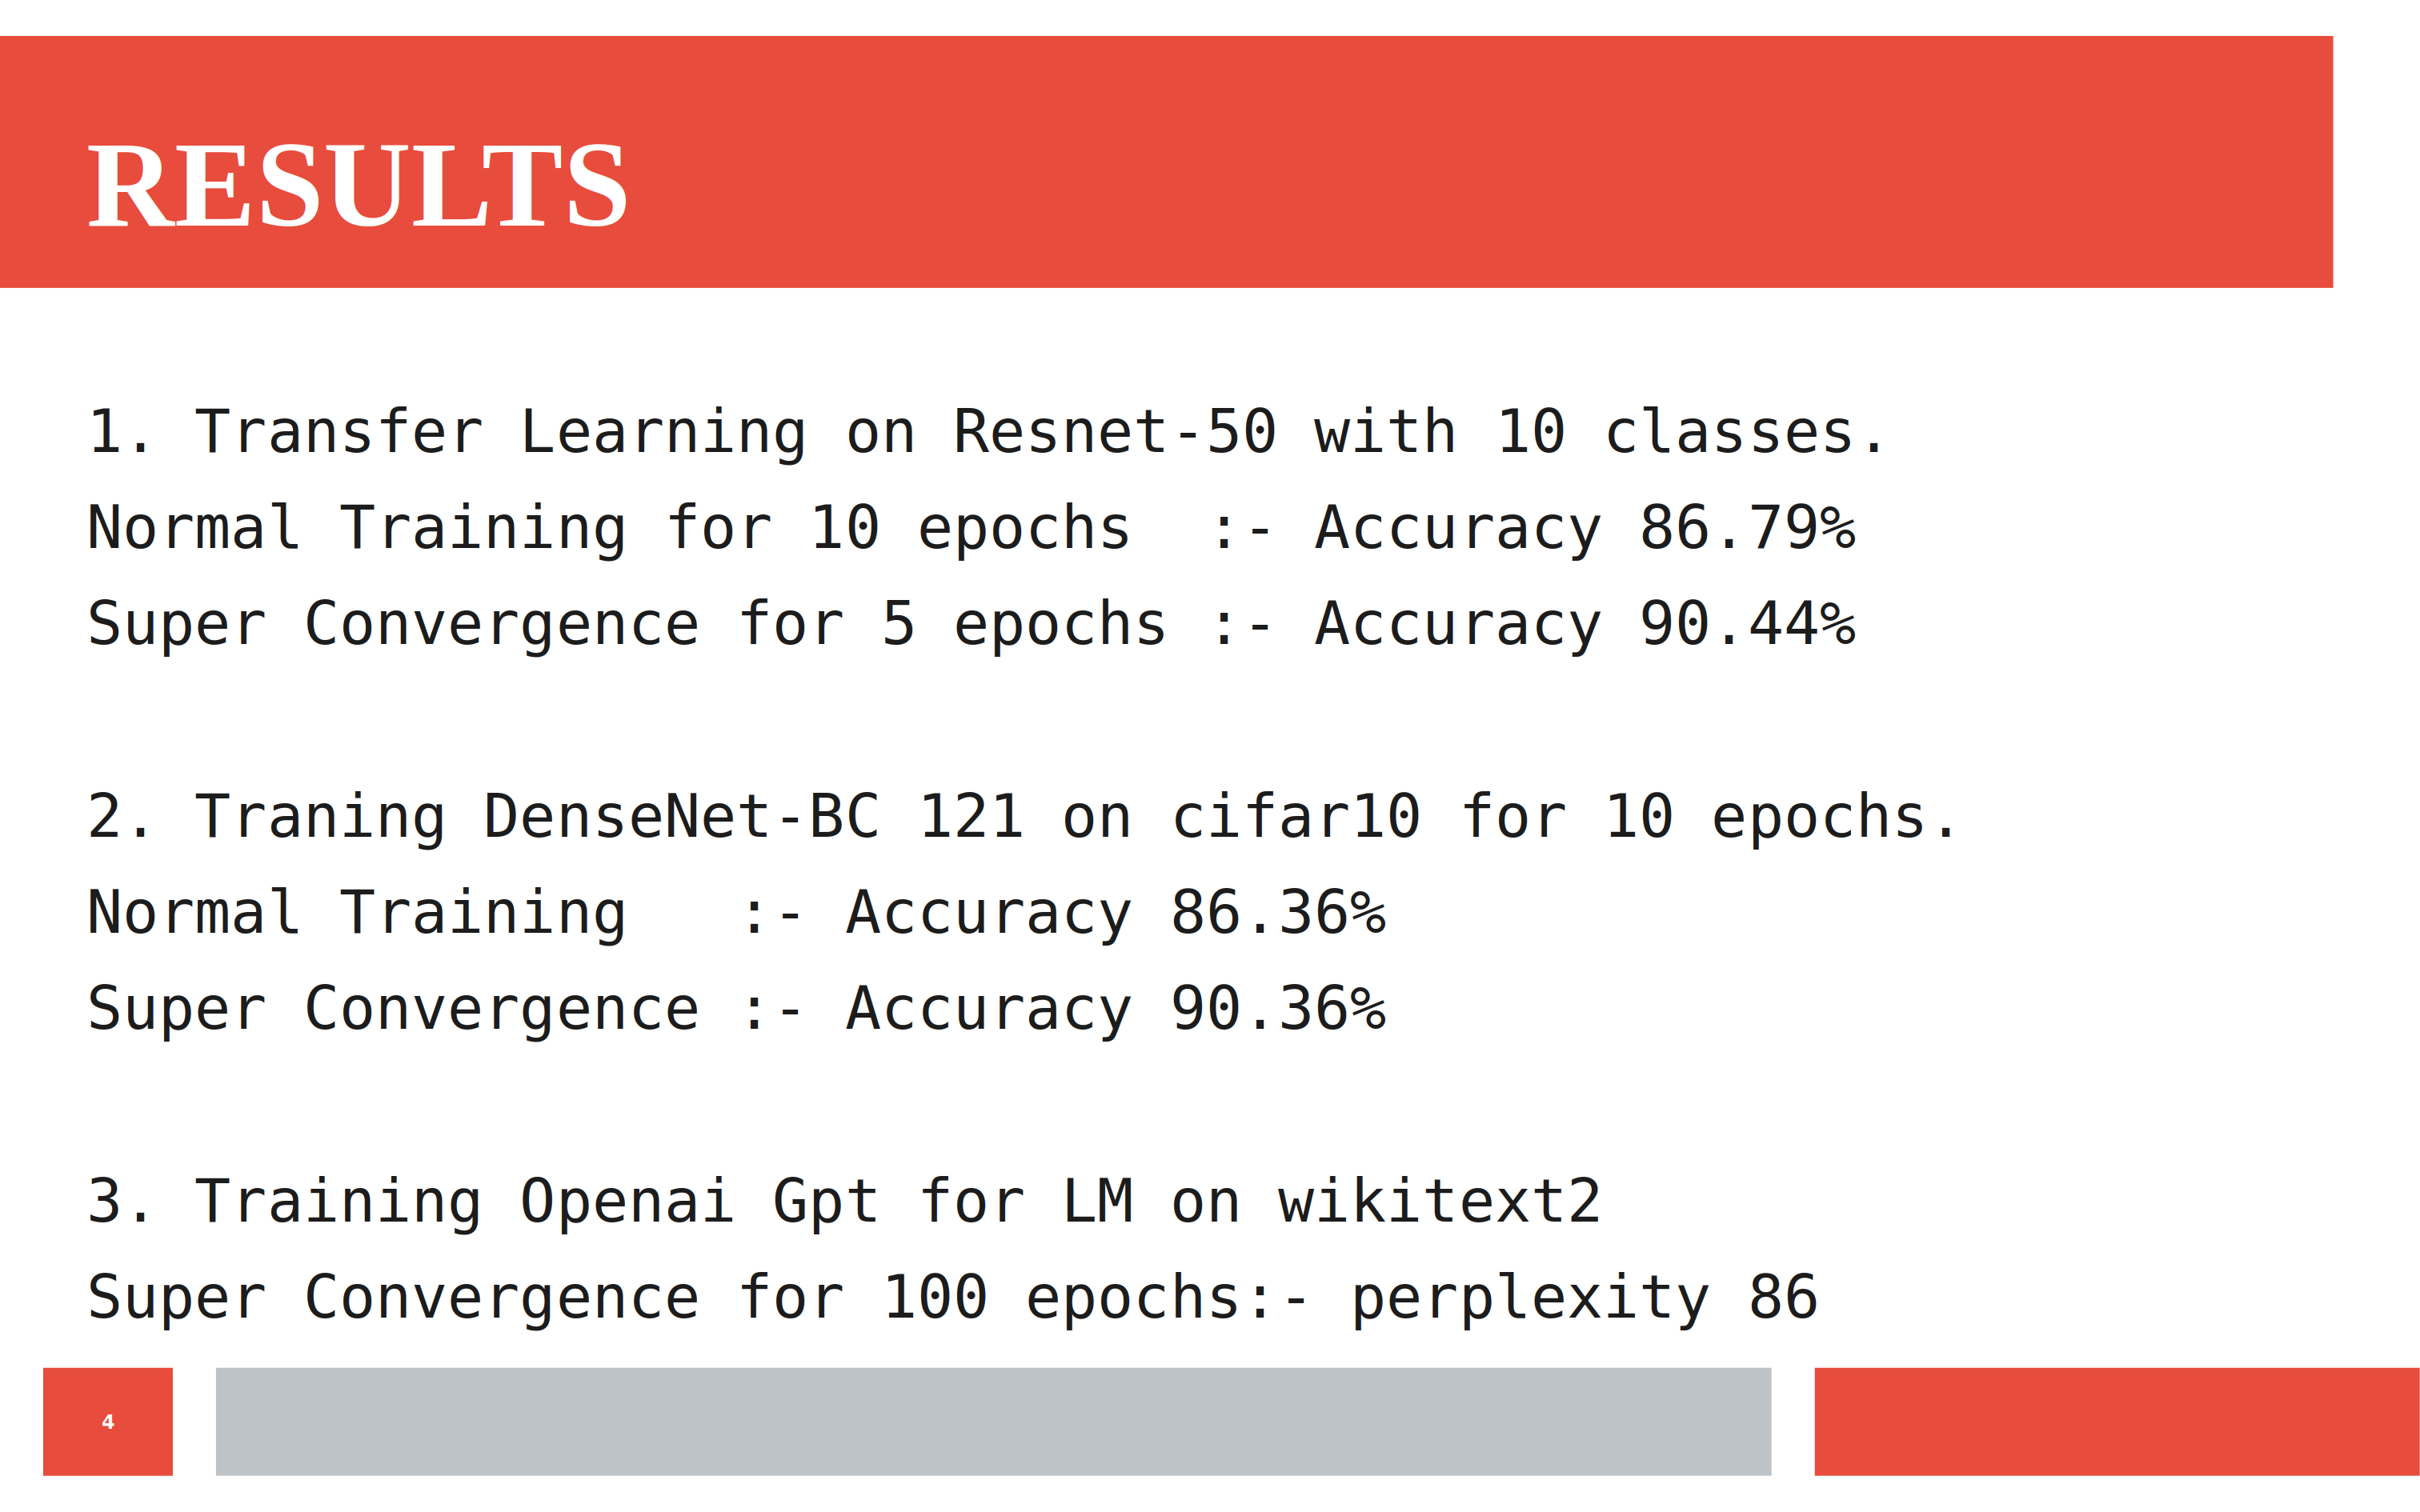 RESULTS
1. Transfer Learning on Resnet-50 with 10 classes.
Normal Training for 10 epochs  :- Accuracy 86.79%
Super Convergence for 5 epochs :- Accuracy 90.44%
2. Traning DenseNet-BC 121 on cifar10 for 10 epochs.
Normal Training   :- Accuracy 86.36%
Super Convergence :- Accuracy 90.36%
3. Training Openai Gpt for LM on wikitext2
Super Convergence for 100 epochs:- perplexity 86
4